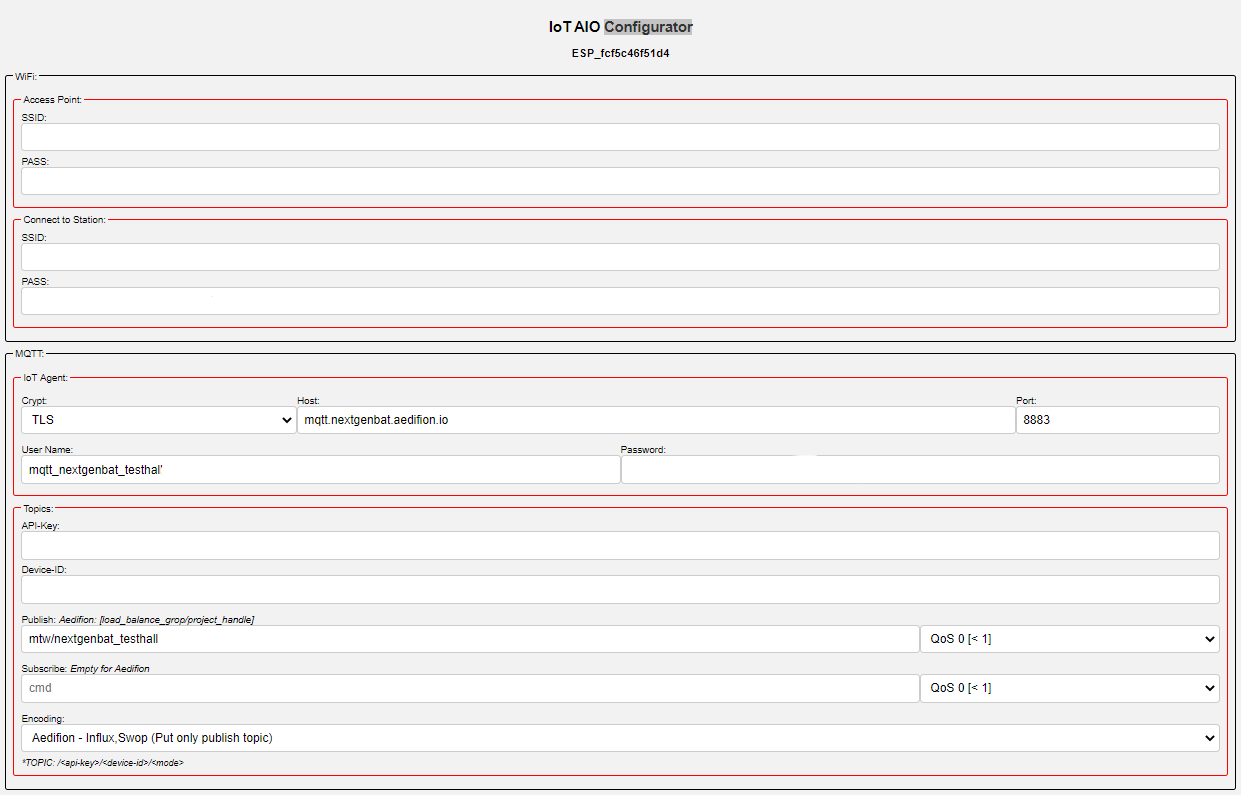 IoT AIO Configurator
ESP_fcf5c46f51d4
WiFi:
Access Point:
SSID:
PASS:
Connect to Station:
SSID:
PASS:
MQTT:
IoT Agent:
Crypt: Host: Port:
TLS mqtt.nextgenbat.aedifion.io 8883
User Name: Password:
mqtt_nextgenbat_testhal'
Topics:
API-Key:
Device-ID:
Publish: Aedifion: [load_balance_grop/project_handle]
mtw/nextgenbat_testhall QoS 0 [< 1]
Subscribe: Empty for Aedifion
cmd QoS 0 [< 1]
Encoding:
Aedifion - Influx,Swop (Put only publish topic)
*TOPIC: /<api-key>/<device-id>/<mode>